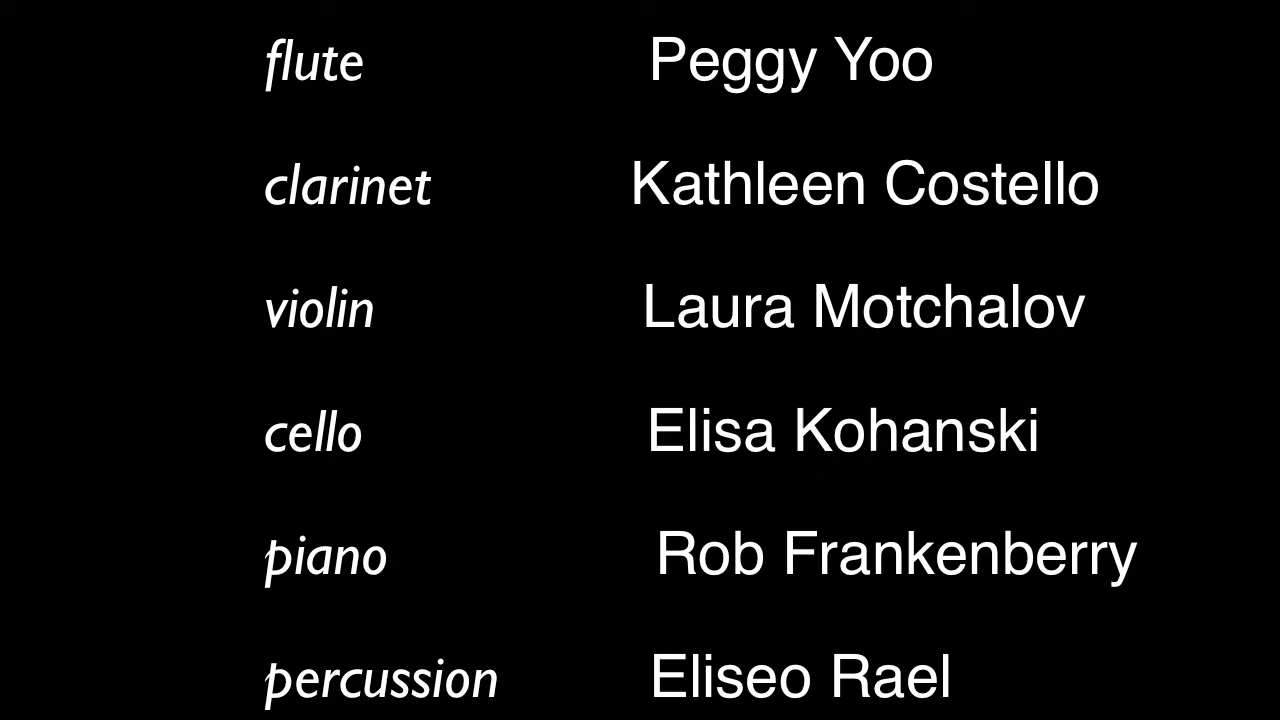 flute Peggy Yoo
clarinet Kathleen Costello
violin Laura Motchalov
cello Elisa Kohanski
piano Rob Frankenberry
percussion Eliseo Rael